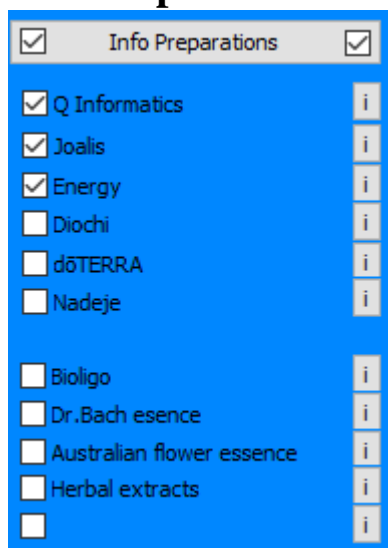 Info Preparations
Q Informatics i
Joalis i
Energy i
Diochi i
dōTERRA i
Nadeje i
Bioligo i
Dr.Bach esence i
Australian flower essence i
Herbal extracts i
i